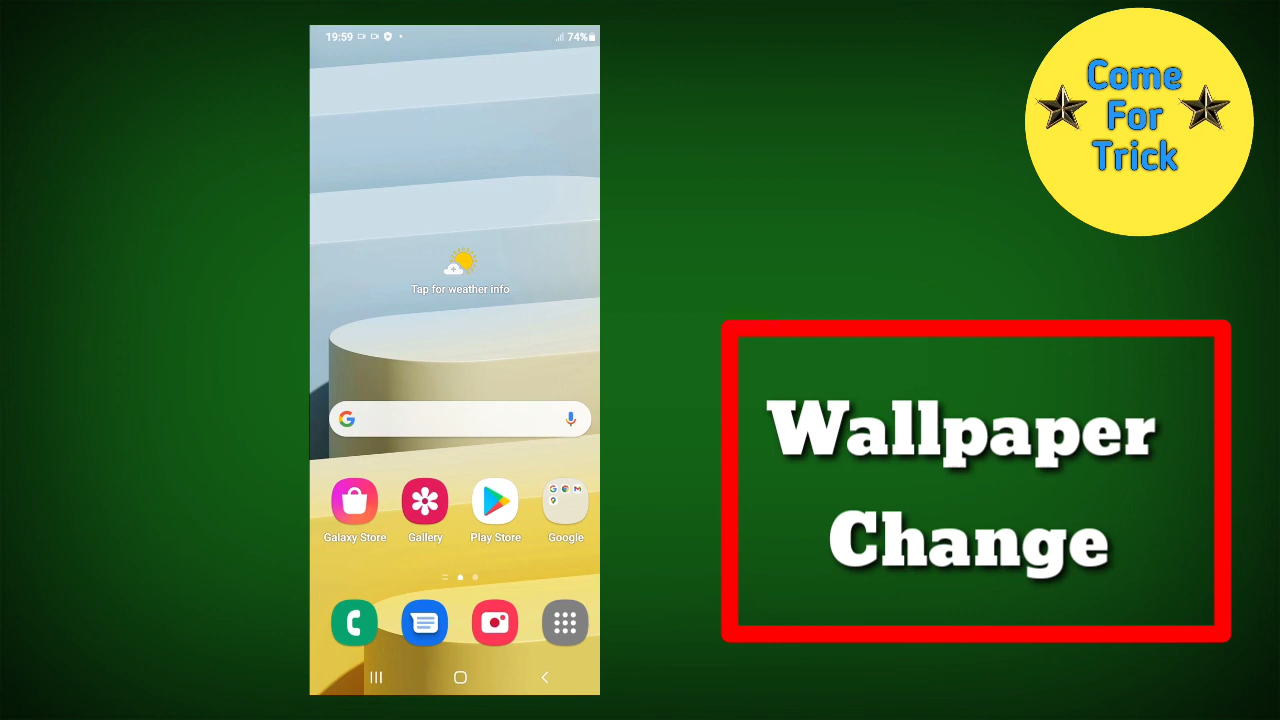 19:59
74%
Come
For
Trick
Tap for weather info
Galaxy Store Gallery Play Store Google
Wallpaper
Change